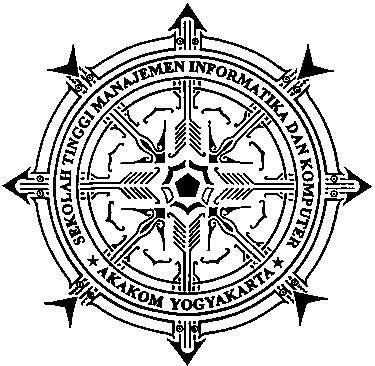 SEKOLAH TINGGI MANAJEMEN INFORMATIKA DAN KOMPUTER
AKAKOM YOGYAKARTA